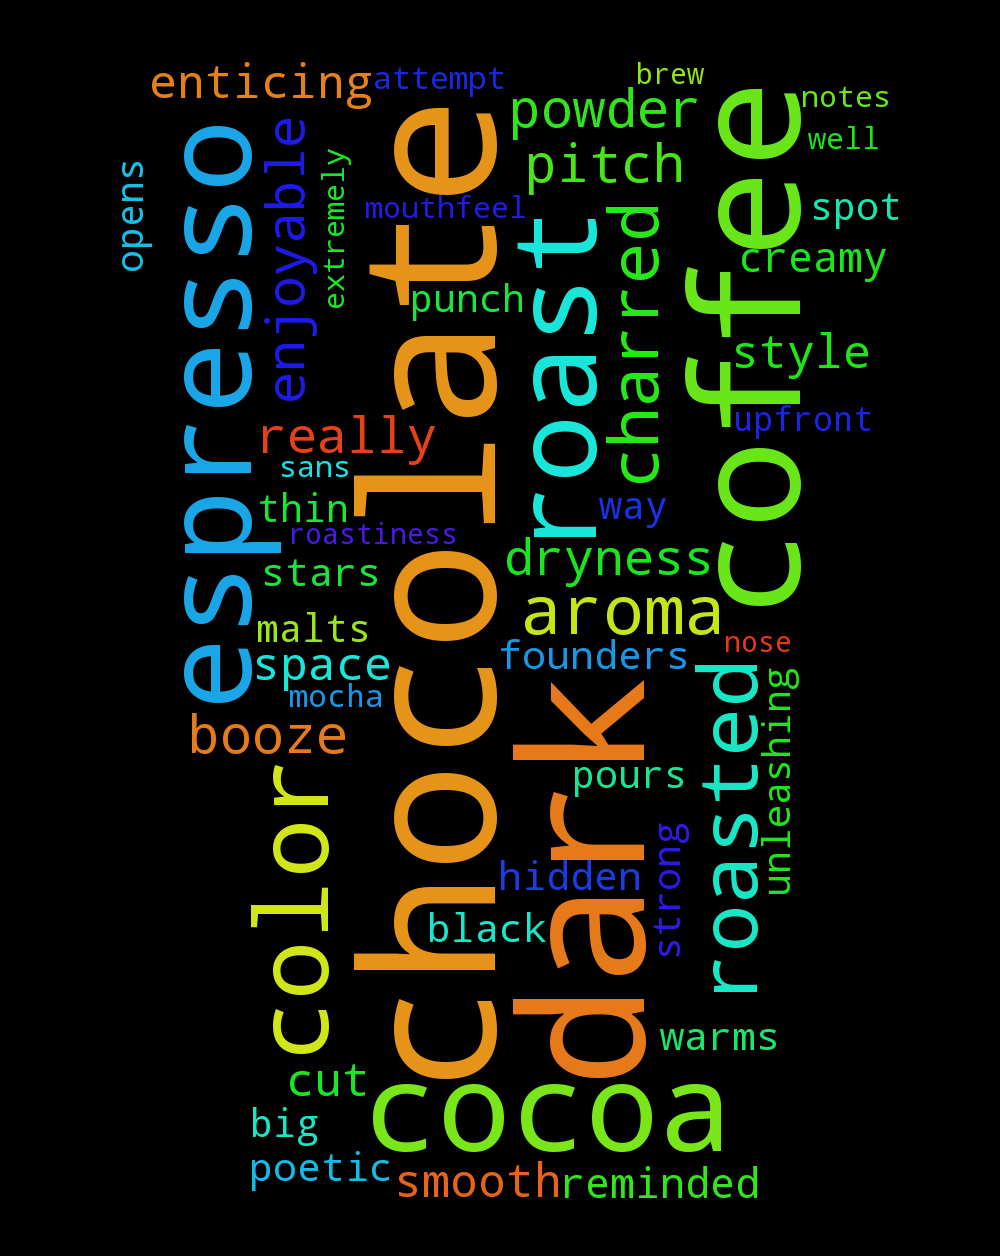 enticing
attempt
brew
notes
powder
well
pitch
espresso
opens
enjoyable
extremely
chocolate
mouthfeel
roast
charred
coffee
spot
creamy
punch
style
upfront
really
sans
thin
way
roastiness
stars
dryness
malts
aroma
space
founders
nose
mocha
booze
dark
roasted
unleashing
pours
color
strong
hidden
black
warms
cut
cocoa
big
poetic
smooth
reminded